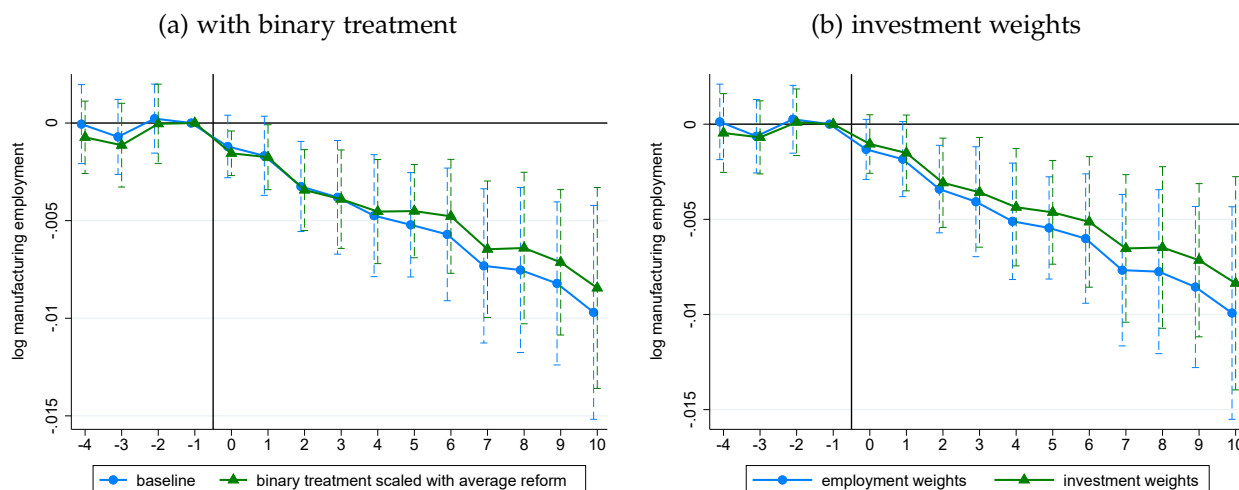 (a) with binary treatment
log manufacturing employment
0
-.005
-.01
-.015
-4 -3 -2 -1 0 1 2 3 4 5 6 7 8 9 10
baseline binary treatment scaled with average reform
(b) investment weights
log manufacturing employment
0
-.005
-.01
-.015
-4 -3 -2 -1 0 1 2 3 4 5 6 7 8 9 10
employment weights investment weights